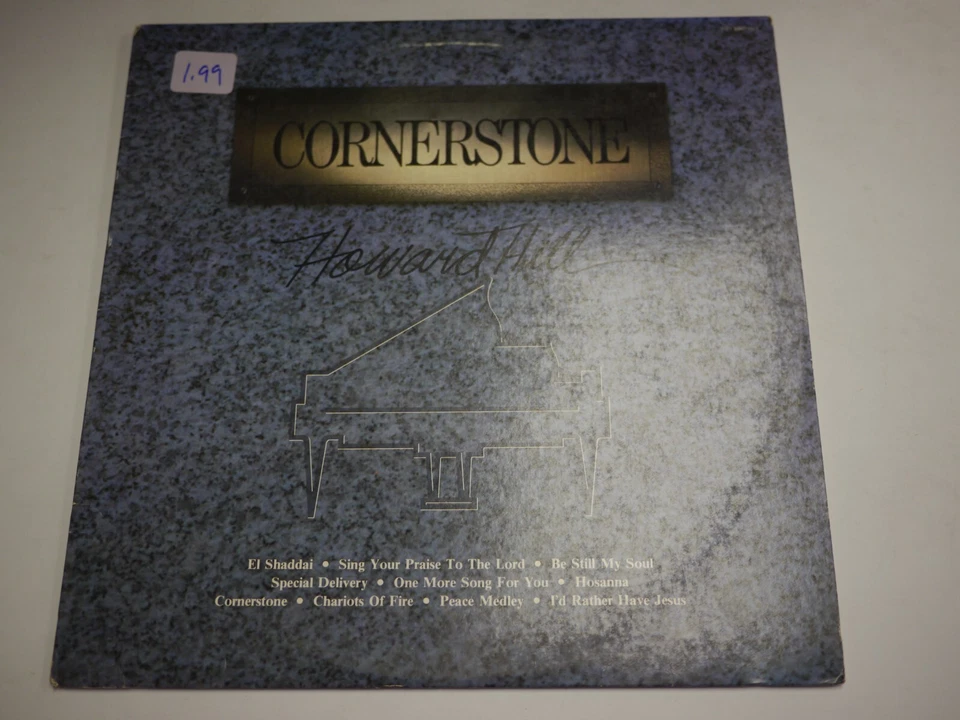 1.99
CORNERSTONE
Howard Hill
El Shaddai • Sing Your Praise To The Lord • Be Still My Soul
Special Delivery • One More Song For You • Hosanna
Cornerstone • Chariots Of Fire • Peace Medley • I'd Rather Have Jesus